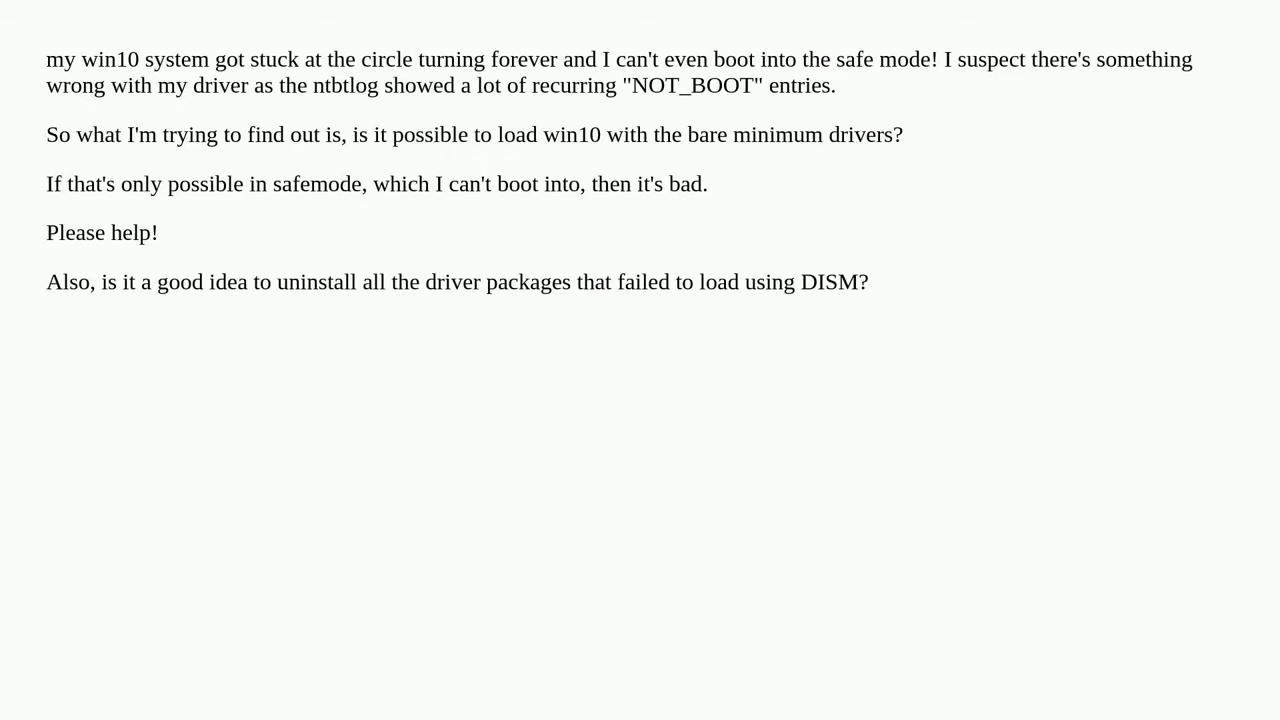 my win10 system got stuck at the circle turning forever and I can't even boot into the safe mode! I suspect there's something
wrong with my driver as the ntbtlog showed a lot of recurring "NOT_BOOT" entries.
So what I'm trying to find out is, is it possible to load win10 with the bare minimum drivers?
If that's only possible in safemode, which I can't boot into, then it's bad.
Please help!
Also, is it a good idea to uninstall all the driver packages that failed to load using DISM?